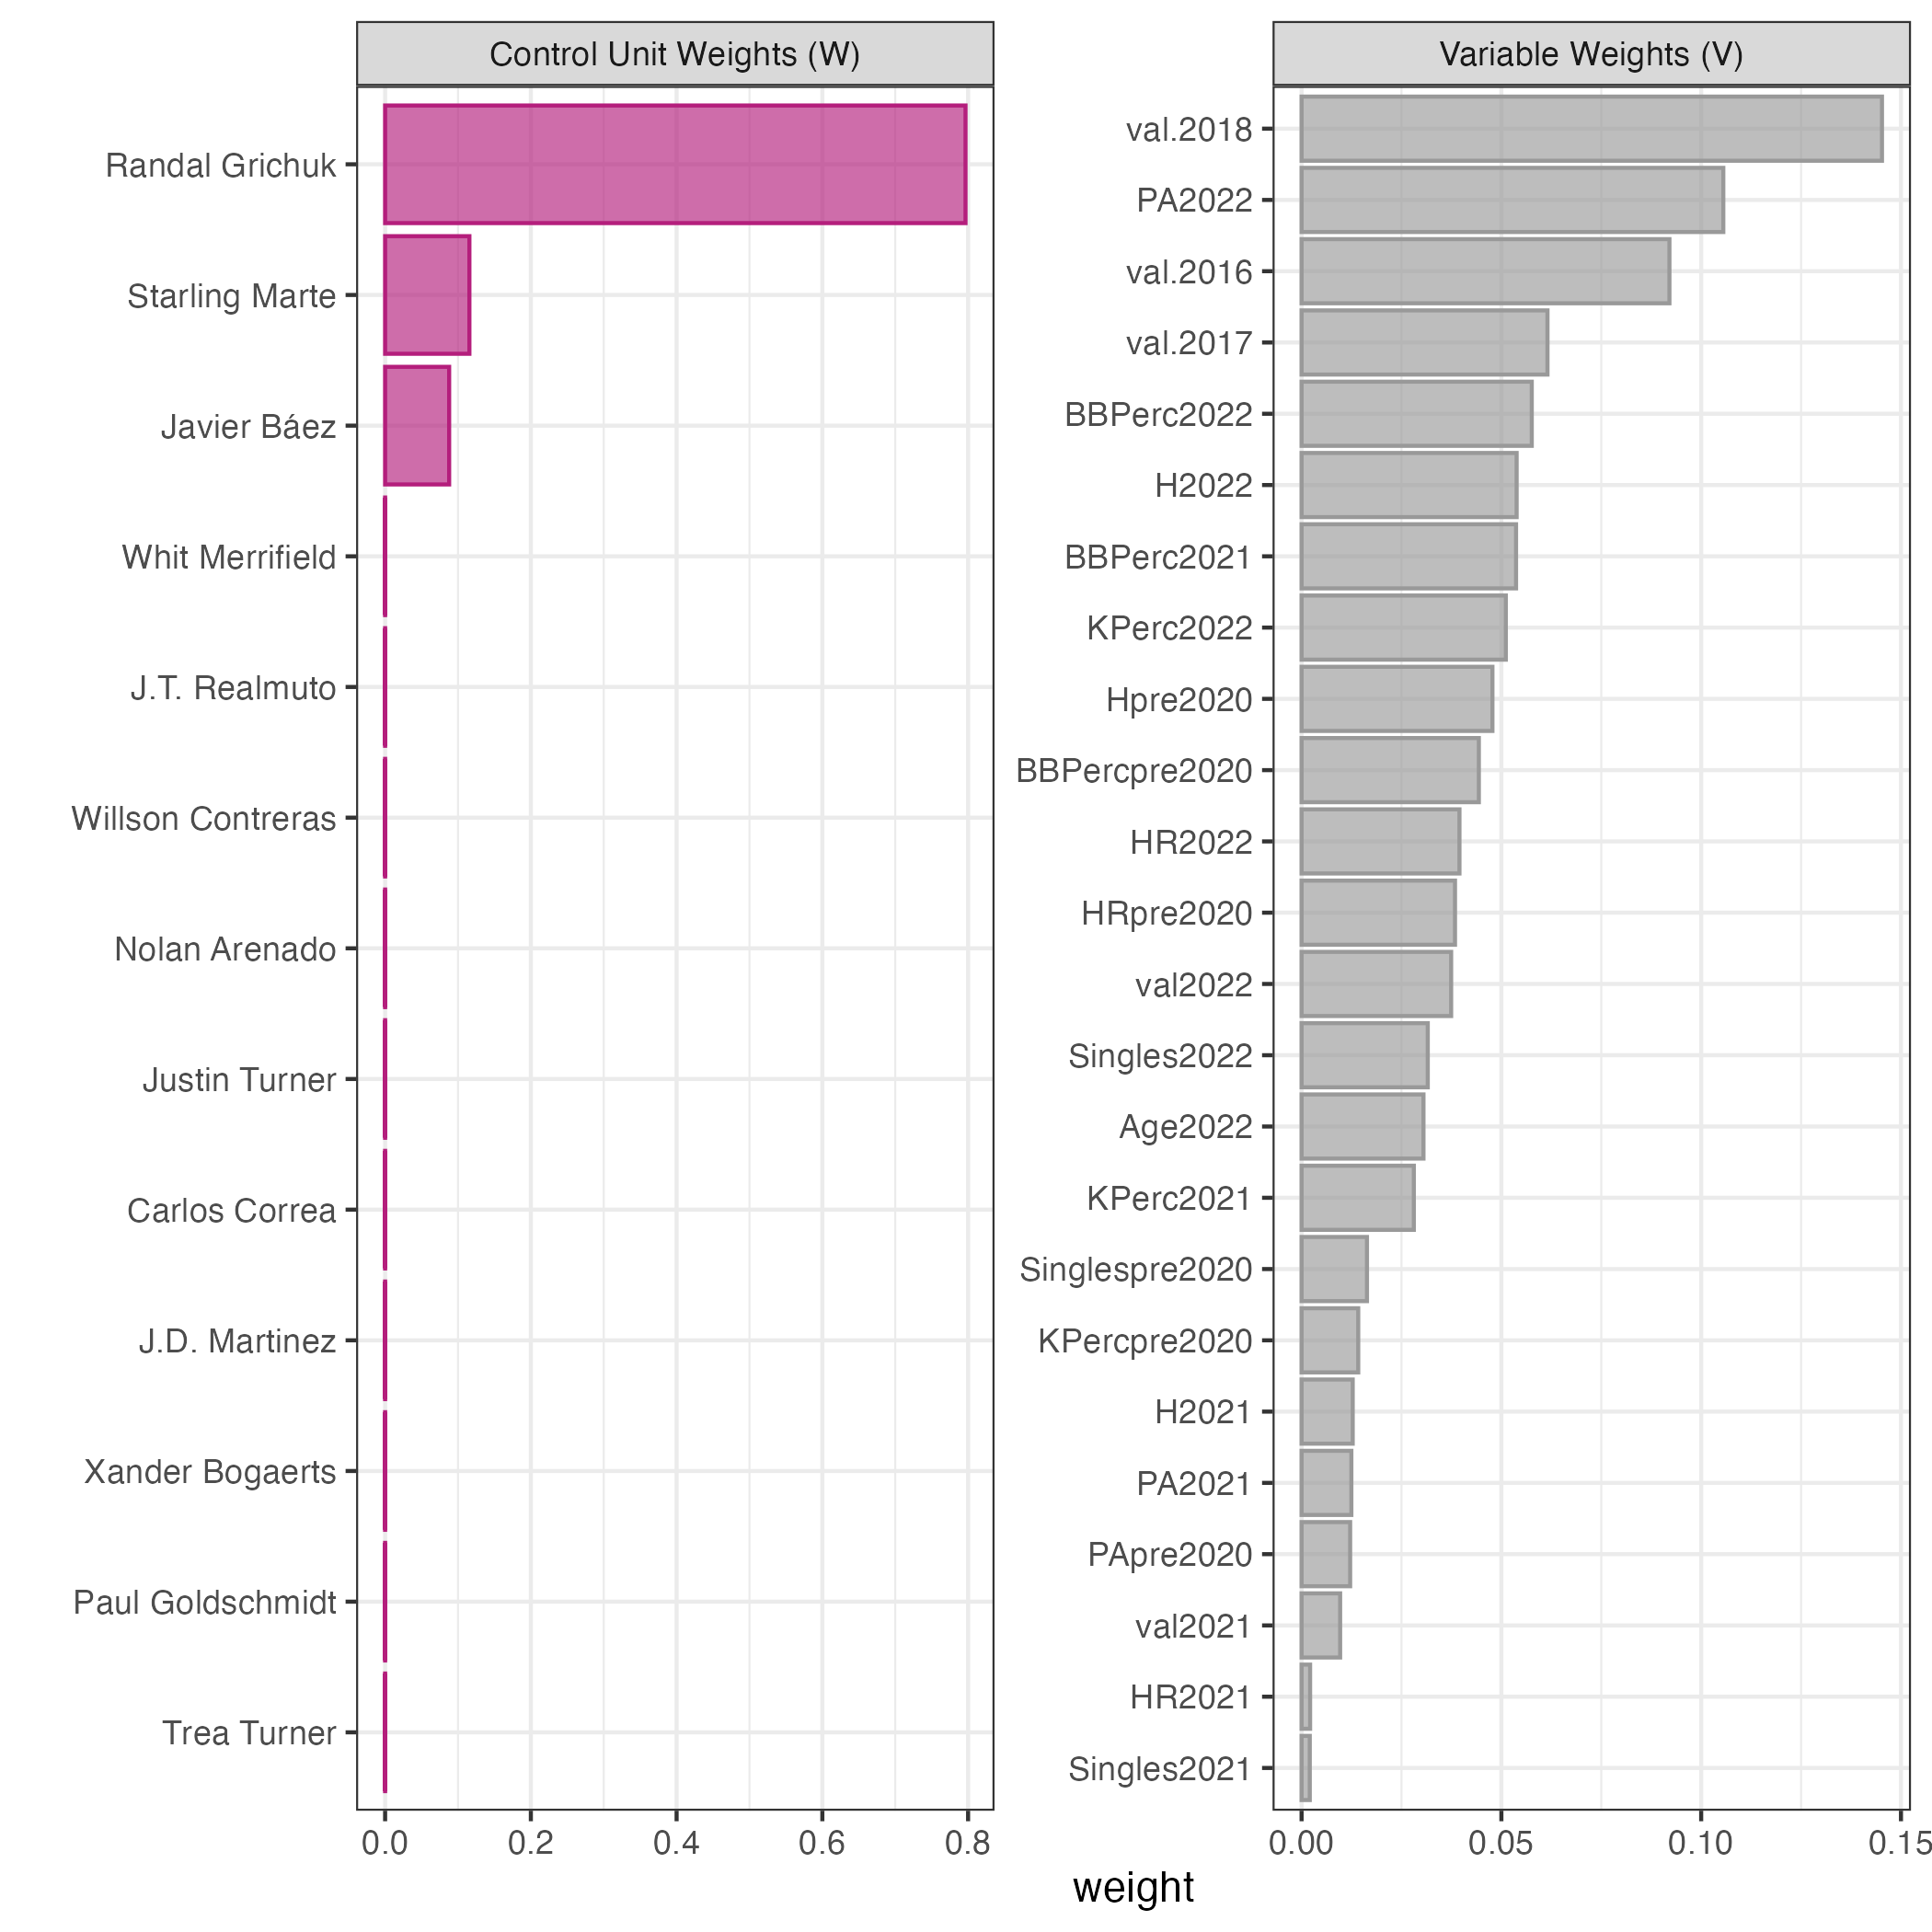 Control Unit Weights (W)
Randal Grichuk
Starling Marte
Javier Báez
Whit Merrifield
J.T. Realmuto
Willson Contreras
Nolan Arenado
Justin Turner
Carlos Correa
J.D. Martinez
Xander Bogaerts
Paul Goldschmidt
Trea Turner
0.0 0.2 0.4 0.6 0.8
Variable Weights (V)
val.2018
PA2022
val.2016
val.2017
BBPerc2022
H2022
BBPerc2021
KPerc2022
Hpre2020
BBPercpre2020
HR2022
HRpre2020
val2022
Singles2022
Age2022
KPerc2021
Singlespre2020
KPercpre2020
H2021
PA2021
PApre2020
val2021
HR2021
Singles2021
0.00 0.05 0.10 0.15
weight